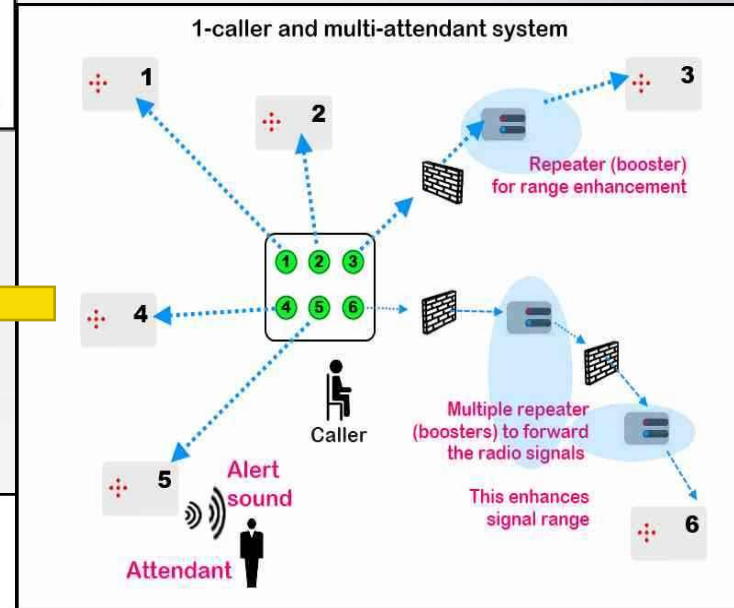 1-caller and multi-attendant system
1
2
3
Repeater (booster)
for range enhancement
1 2 3
4 5 6
4
Caller
Multiple repeater
(boosters) to forward
the radio signals
This enhances
signal range
5
Alert
sound
Attendant
6